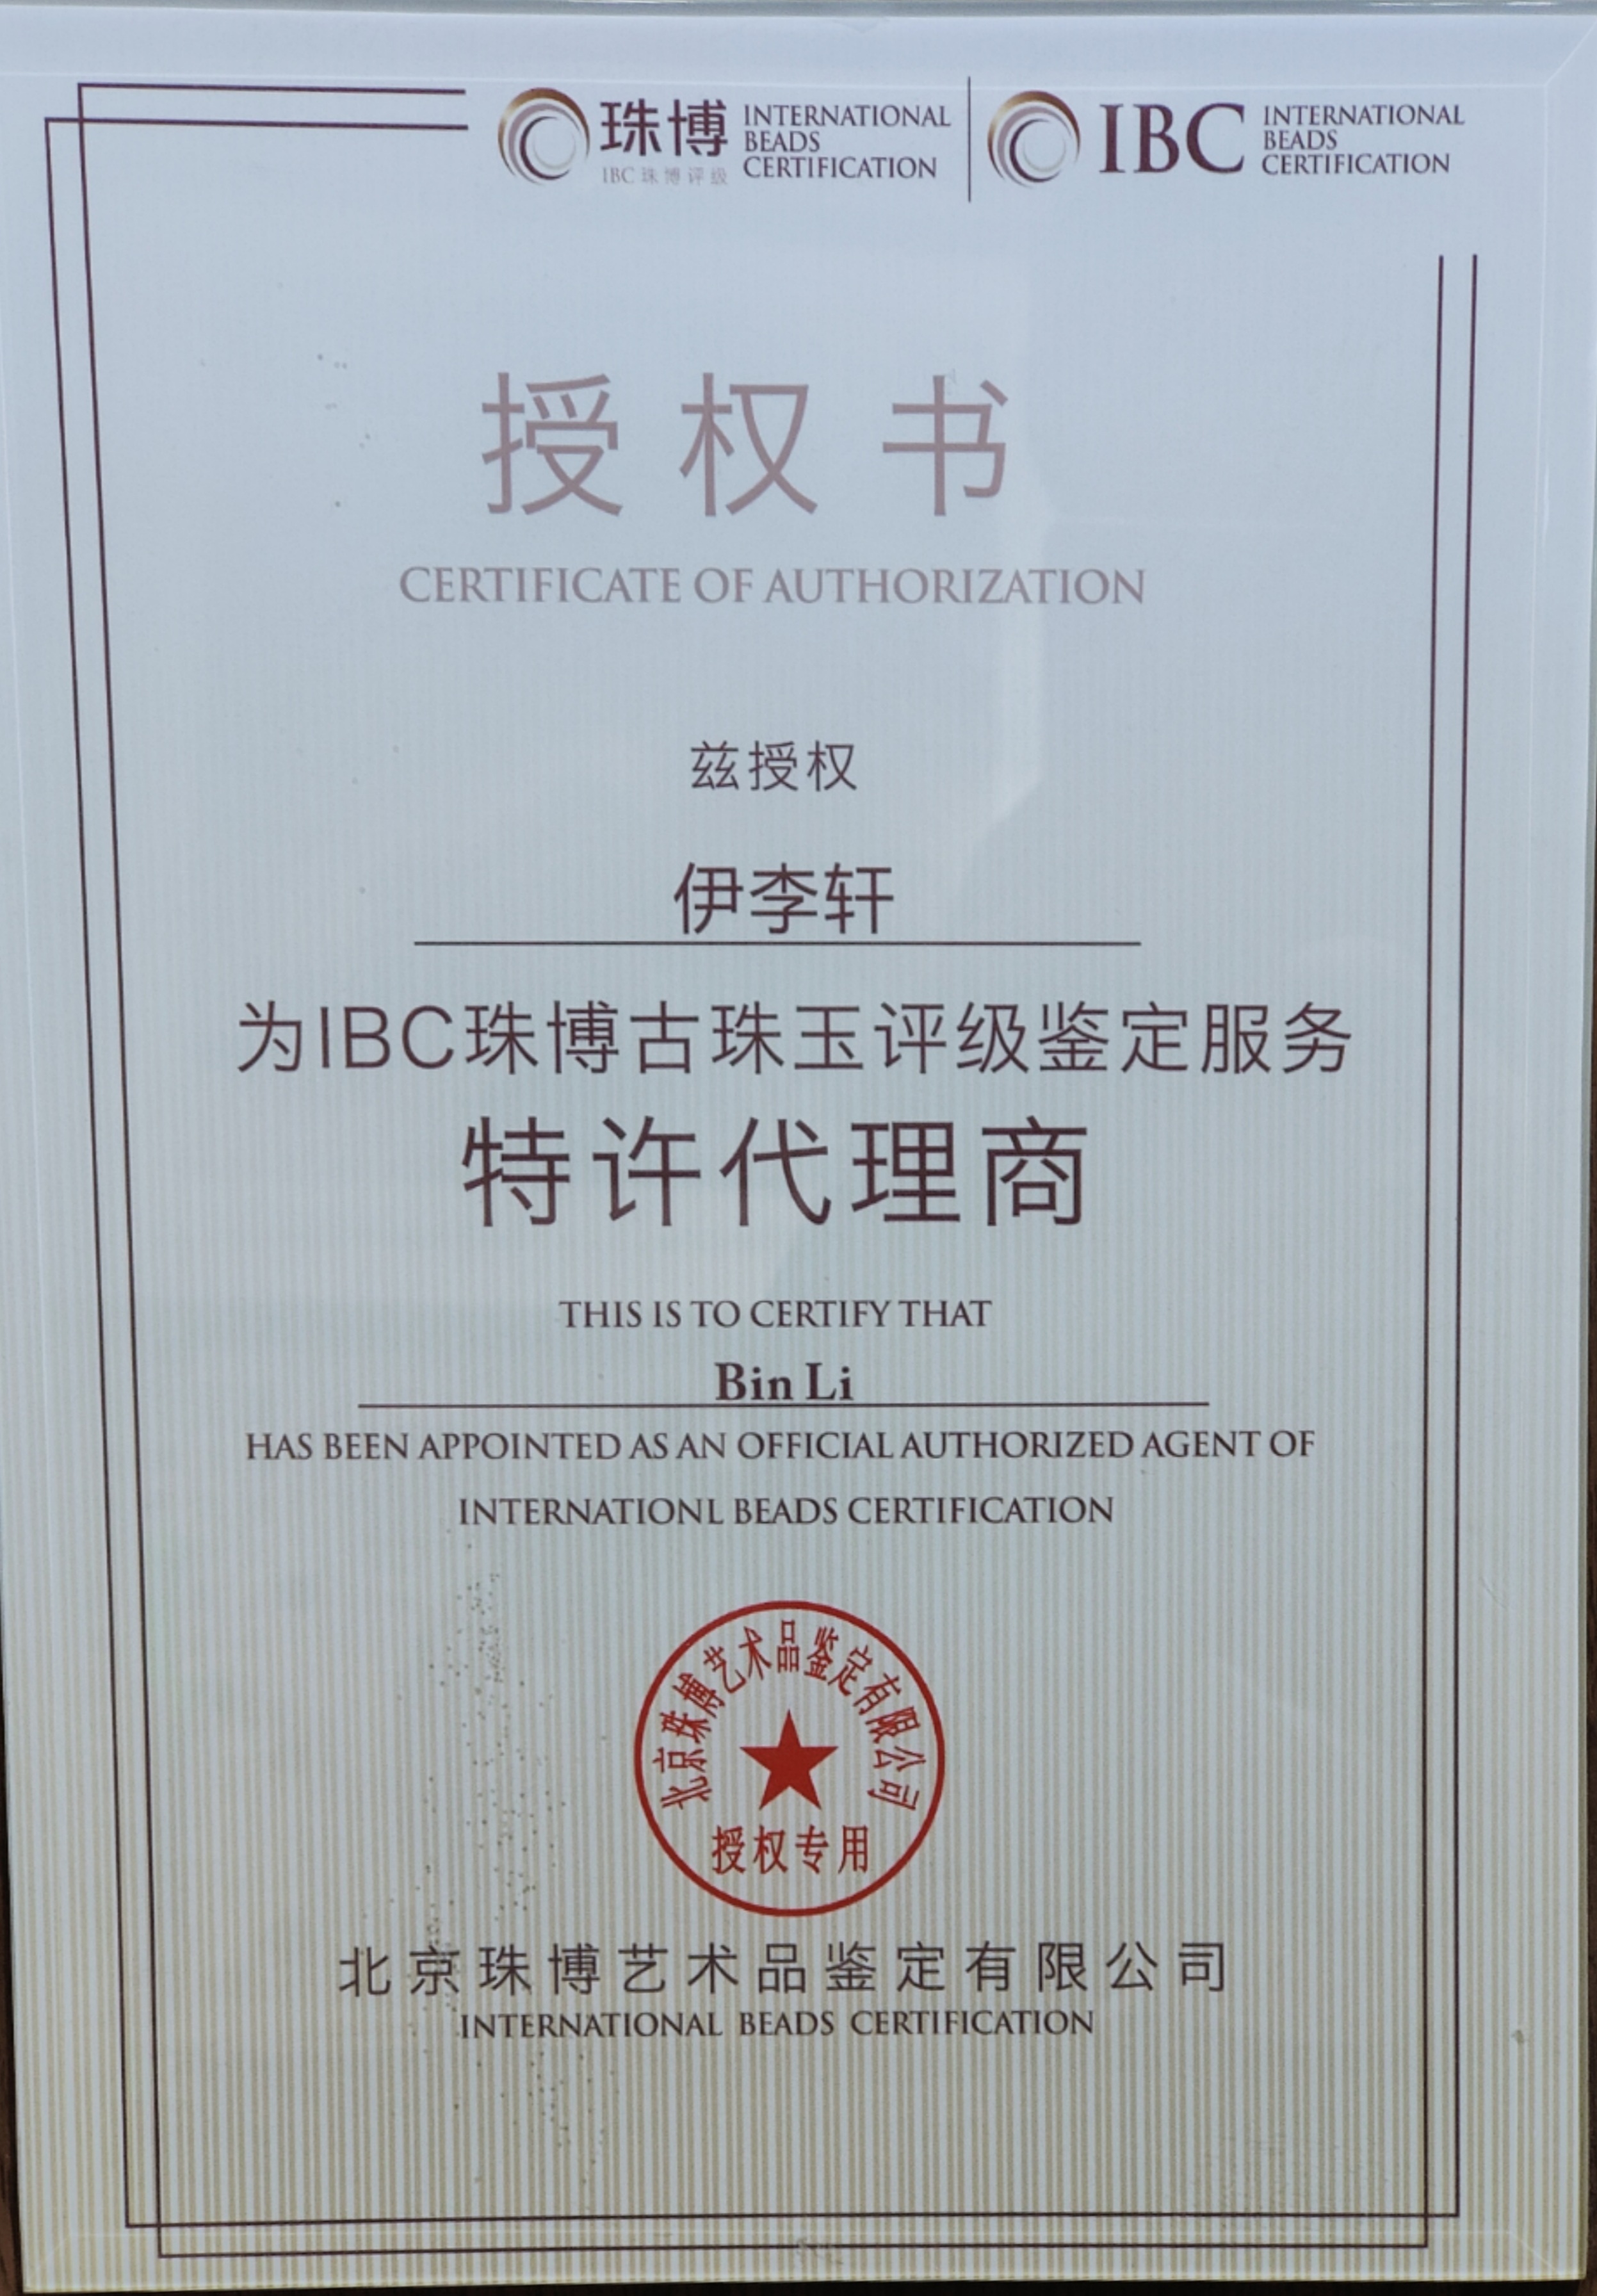 珠博
IBC 珠博评级
INTERNATIONAL
BEADS
CERTIFICATION
IBC
INTERNATIONAL
BEADS
CERTIFICATION
授权书
CERTIFICATE OF AUTHORIZATION
兹授权
伊李轩
为IBC珠博古珠玉评级鉴定服务
特许代理商
THIS IS TO CERTIFY THAT
Bin Li
HAS BEEN APPOINTED AS AN OFFICIAL AUTHORIZED AGENT OF
INTERNATIONL BEADS CERTIFICATION
北京珠博艺术品鉴定有限公司
授权专用
北京珠博艺术品鉴定有限公司
INTERNATIONAL BEADS CERTIFICATION